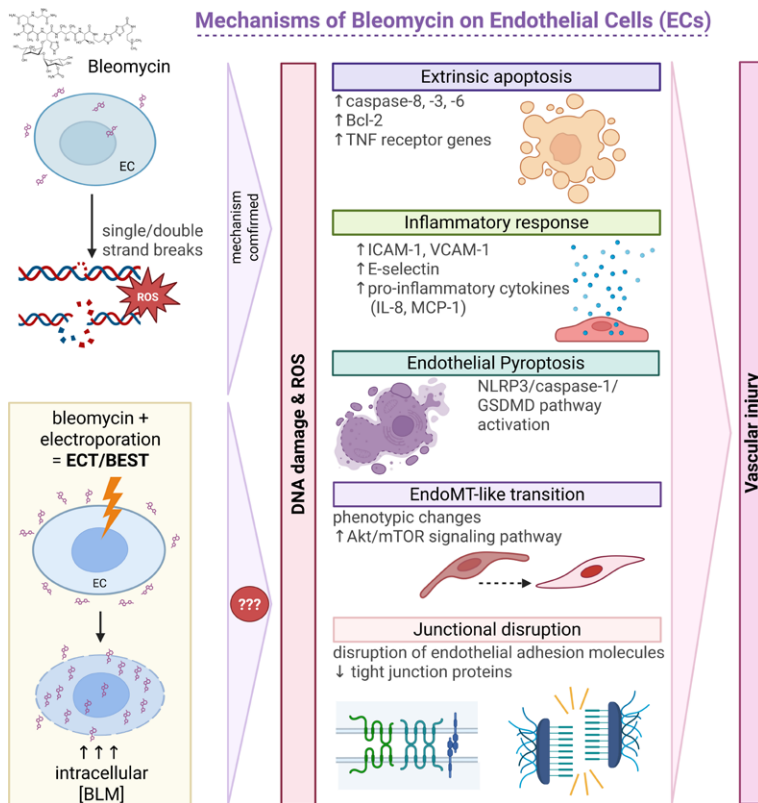 Mechanisms of Bleomycin on Endothelial Cells (ECs)
Bleomycin
EC
single/double
strand breaks
ROS
bleomycin +
electroporation
= ECT/BEST
EC
↑ ↑ ↑
intracellular
[BLM]
mechanism
comfirmed
???
DNA damage & ROS
Extrinsic apoptosis
↑ caspase-8, -3, -6
↑ Bcl-2
↑ TNF receptor genes
Inflammatory response
↑ ICAM-1, VCAM-1
↑ E-selectin
↑ pro-inflammatory cytokines
(IL-8, MCP-1)
Endothelial Pyroptosis
NLRP3/caspase-1/
GSDMD pathway
activation
EndoMT-like transition
phenotypic changes
↑ Akt/mTOR signaling pathway
Junctional disruption
disruption of endothelial adhesion molecules
↓ tight junction proteins
Vascular injury